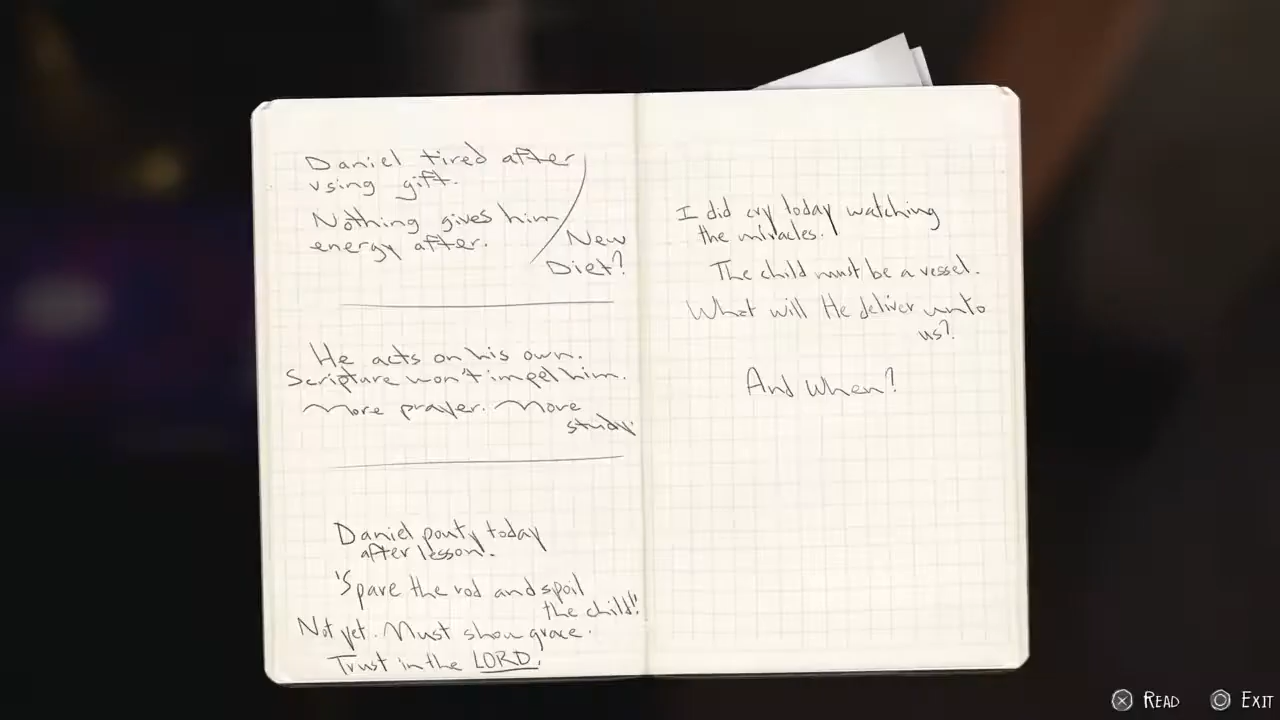 Daniel tired after
using gift.
Nothing gives him
energy after.
New
Diet?
He acts on his own.
Scripture won't impel him.
More prayer. More
study.
Daniel pouty today
after lesson.
'Spare the rod and spoil
the child!'
Not yet. Must show grace.
Trust in the LORD.
I did cry today watching
the miracles.
The child must be a vessel.
What will He deliver unto
us?
And When?
READ
EXIT